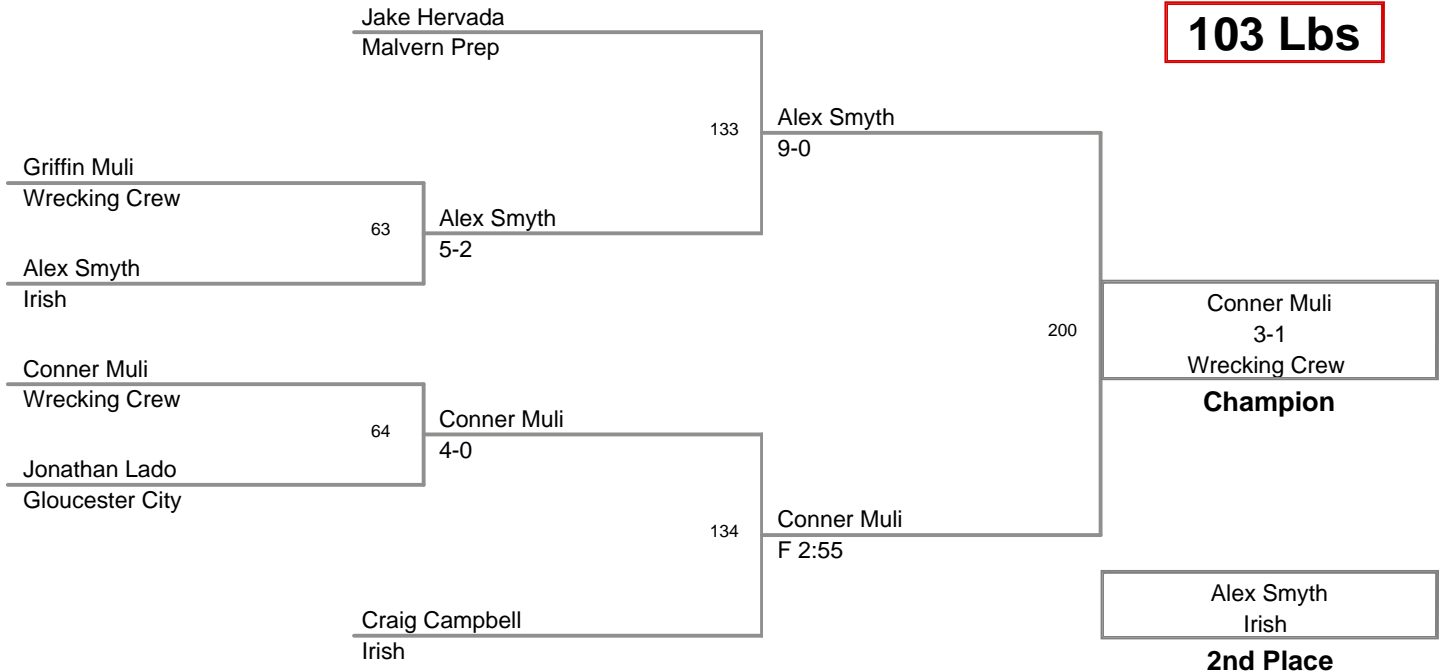 Jake Hervada
Malvern Prep
103 Lbs
133
Alex Smyth
9-0
Griffin Muli
Wrecking Crew
63
Alex Smyth
5-2
Alex Smyth
Irish
200
Conner Muli
3-1
Wrecking Crew
Champion
Conner Muli
Wrecking Crew
64
Conner Muli
4-0
Jonathan Lado
Gloucester City
134
Conner Muli
F 2:55
Craig Campbell
Irish
Alex Smyth
Irish
2nd Place